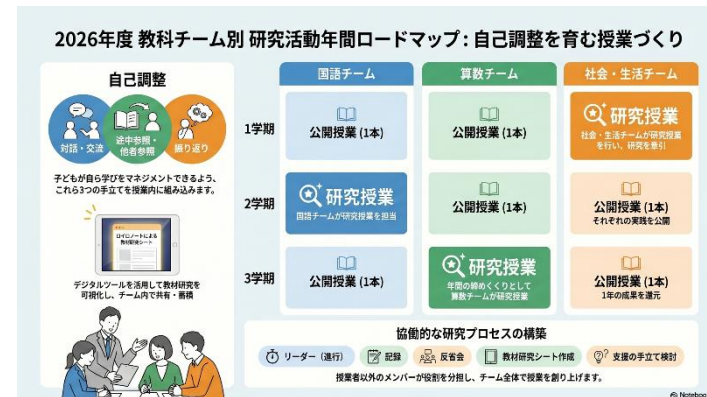 2026年度 教科チーム別 研究活動年間ロードマップ：自己調整を育む授業づくり
自己調整
対話・交流
途中参照・
他者参照
振り返り
子どもが自ら学びをマネジメントできるよう、
これら3つの手立てを授業内に組み込みます。
ロイロノートによる
教材研究シート
デジタルツールを活用して教材研究を
可視化し、チーム内で共有・蓄積
国語チーム
算数チーム
社会・生活チーム
1学期
公開授業 (1本)
公開授業 (1本)
研究授業
社会・生活チームが研究授業
を行い、研究を牽引
2学期
研究授業
国語チームが研究授業を担当
公開授業 (1本)
公開授業 (1本)
それぞれの実践を公開
3学期
公開授業 (1本)
研究授業
年間の締めくくりとして
算数チームが研究授業
公開授業 (1本)
1年の成果を還元
協働的な研究プロセスの構築
リーダー（進行）
記録
反省会
教材研究シート作成
支援の手立て検討
授業者以外のメンバーが役割を分担し、チーム全体で授業を創り上げます。